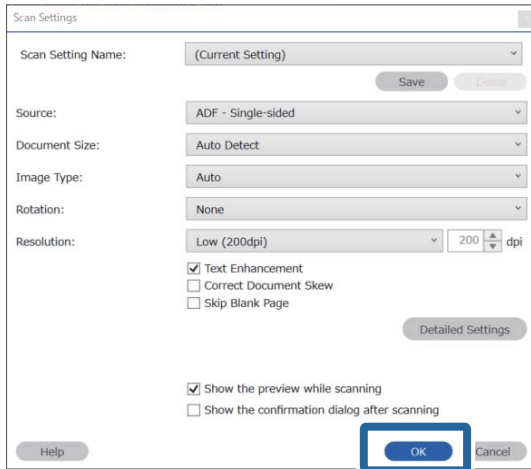 Scan Settings
Scan Setting Name: (Current Setting)
Save Delete
Source: ADF - Single-sided
Document Size: Auto Detect
Image Type: Auto
Rotation: None
Resolution: Low (200dpi) 200 dpi
Text Enhancement
Correct Document Skew
Skip Blank Page
Detailed Settings
Show the preview while scanning
Show the confirmation dialog after scanning
Help OK Cancel